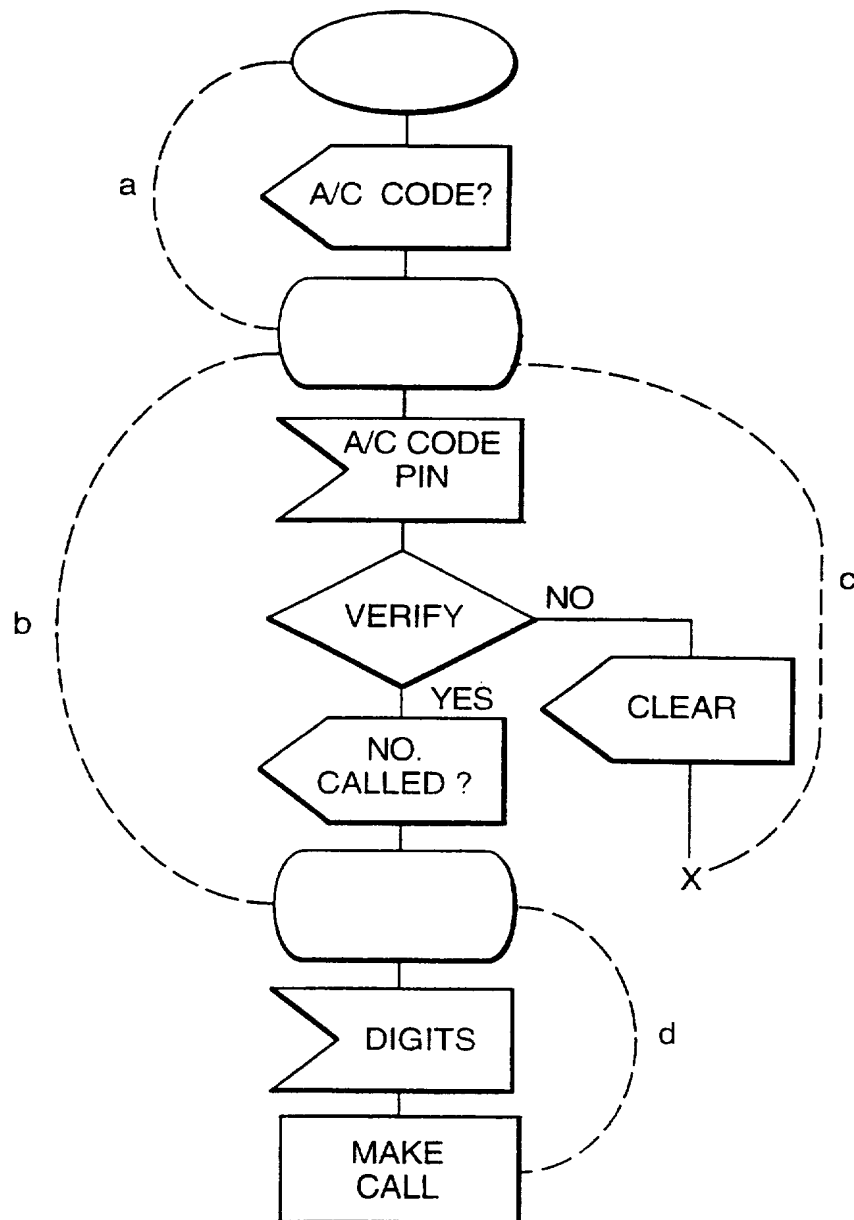 a
A/C CODE?
A/C CODE
PIN
b
c
VERIFY
NO
YES
CLEAR
NO.
CALLED ?
X
DIGITS
d
MAKE
CALL